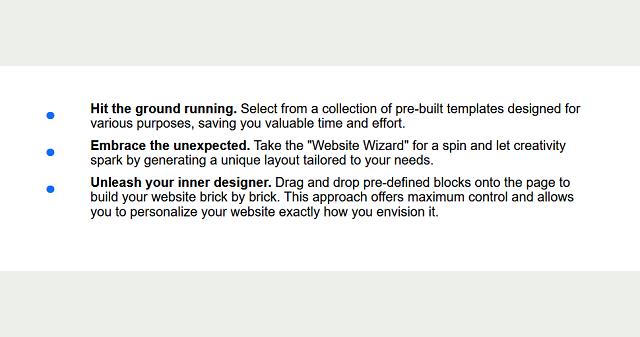 Hit the ground running. Select from a collection of pre-built templates designed for
various purposes, saving you valuable time and effort.
Embrace the unexpected. Take the "Website Wizard" for a spin and let creativity
spark by generating a unique layout tailored to your needs.
Unleash your inner designer. Drag and drop pre-defined blocks onto the page to
build your website brick by brick. This approach offers maximum control and allows
you to personalize your website exactly how you envision it.